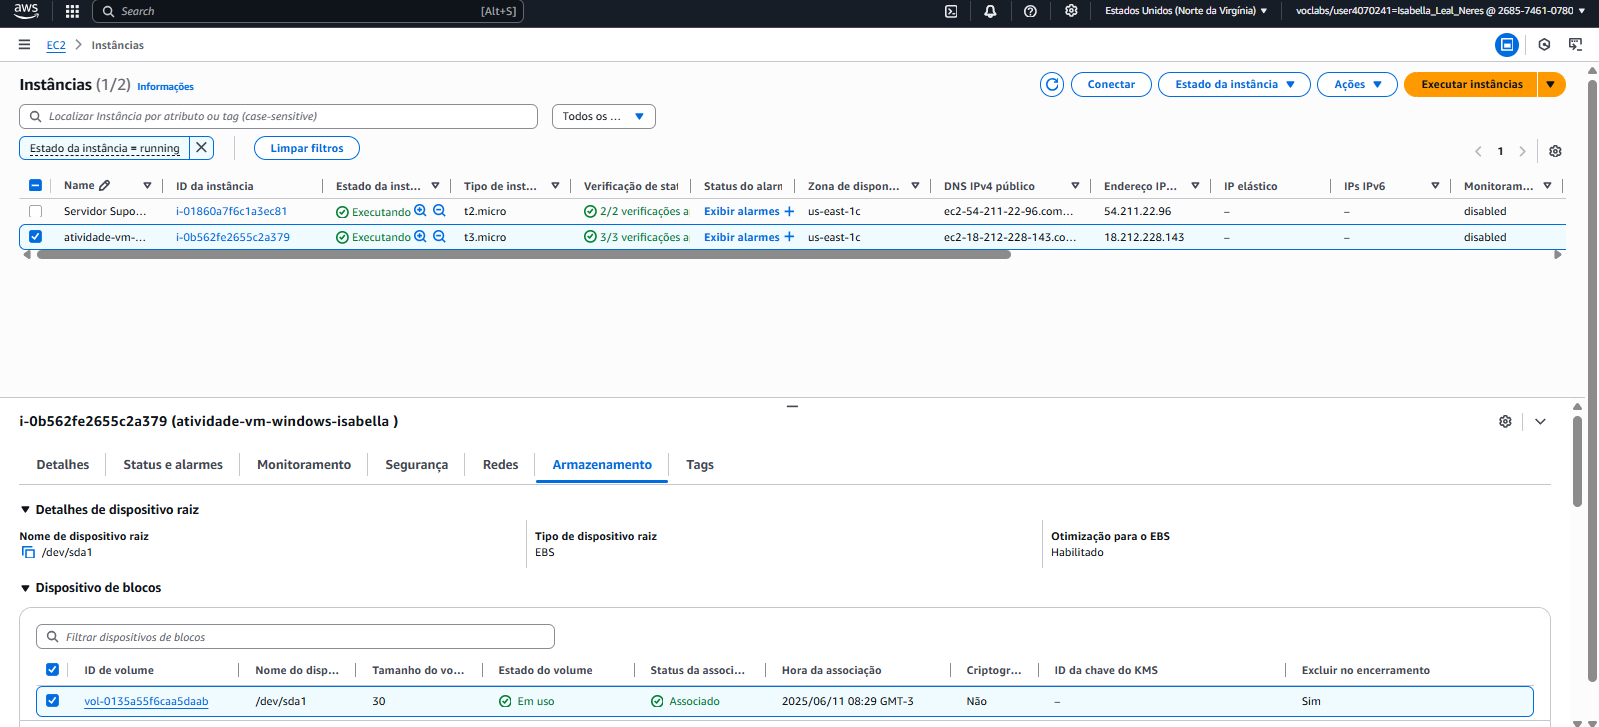 aws Search [Alt+S] Estados Unidos (Norte da Virgínia) voclabs/user4070241=Isabella_Leal_Neres @ 2685-7461-0780
EC2 Instâncias
Instâncias (1/2) Informações Conectar Estado da instância Ações Executar instâncias
Localizar Instância por atributo ou tag (case-sensitive) Todos os ...
Estado da instância = running Limpar filtros 1
Name ID da instância Estado da inst... Tipo de inst... Verificação de stat Status do alarn Zona de dispon... DNS IPv4 público Endereço IP... IP elástico IPs IPv6 Monitoram...
Servidor Supo... i-01860a7f6c1a3ec81 Executando t2.micro 2/2 verificações a Exibir alarmes + us-east-1c ec2-54-211-22-96.com... 54.211.22.96 – – disabled
atividade-vm-... i-0b562fe2655c2a379 Executando t3.micro 3/3 verificações a Exibir alarmes + us-east-1c ec2-18-212-228-143.co... 18.212.228.143 – – disabled
i-0b562fe2655c2a379 (atividade-vm-windows-isabella )
Detalhes Status e alarmes Monitoramento Segurança Redes Armazenamento Tags
Detalhes de dispositivo raiz
Nome de dispositivo raiz Tipo de dispositivo raiz Otimização para o EBS
/dev/sda1 EBS Habilitado
Dispositivo de blocos
Filtrar dispositivos de blocos
ID de volume Nome do disp... Tamanho do vo... Estado do volume Status da associ... Hora da associação Criptogr... ID da chave do KMS Excluir no encerramento
vol-0135a55f6caa5daab /dev/sda1 30 Em uso Associado 2025/06/11 08:29 GMT-3 Não – Sim